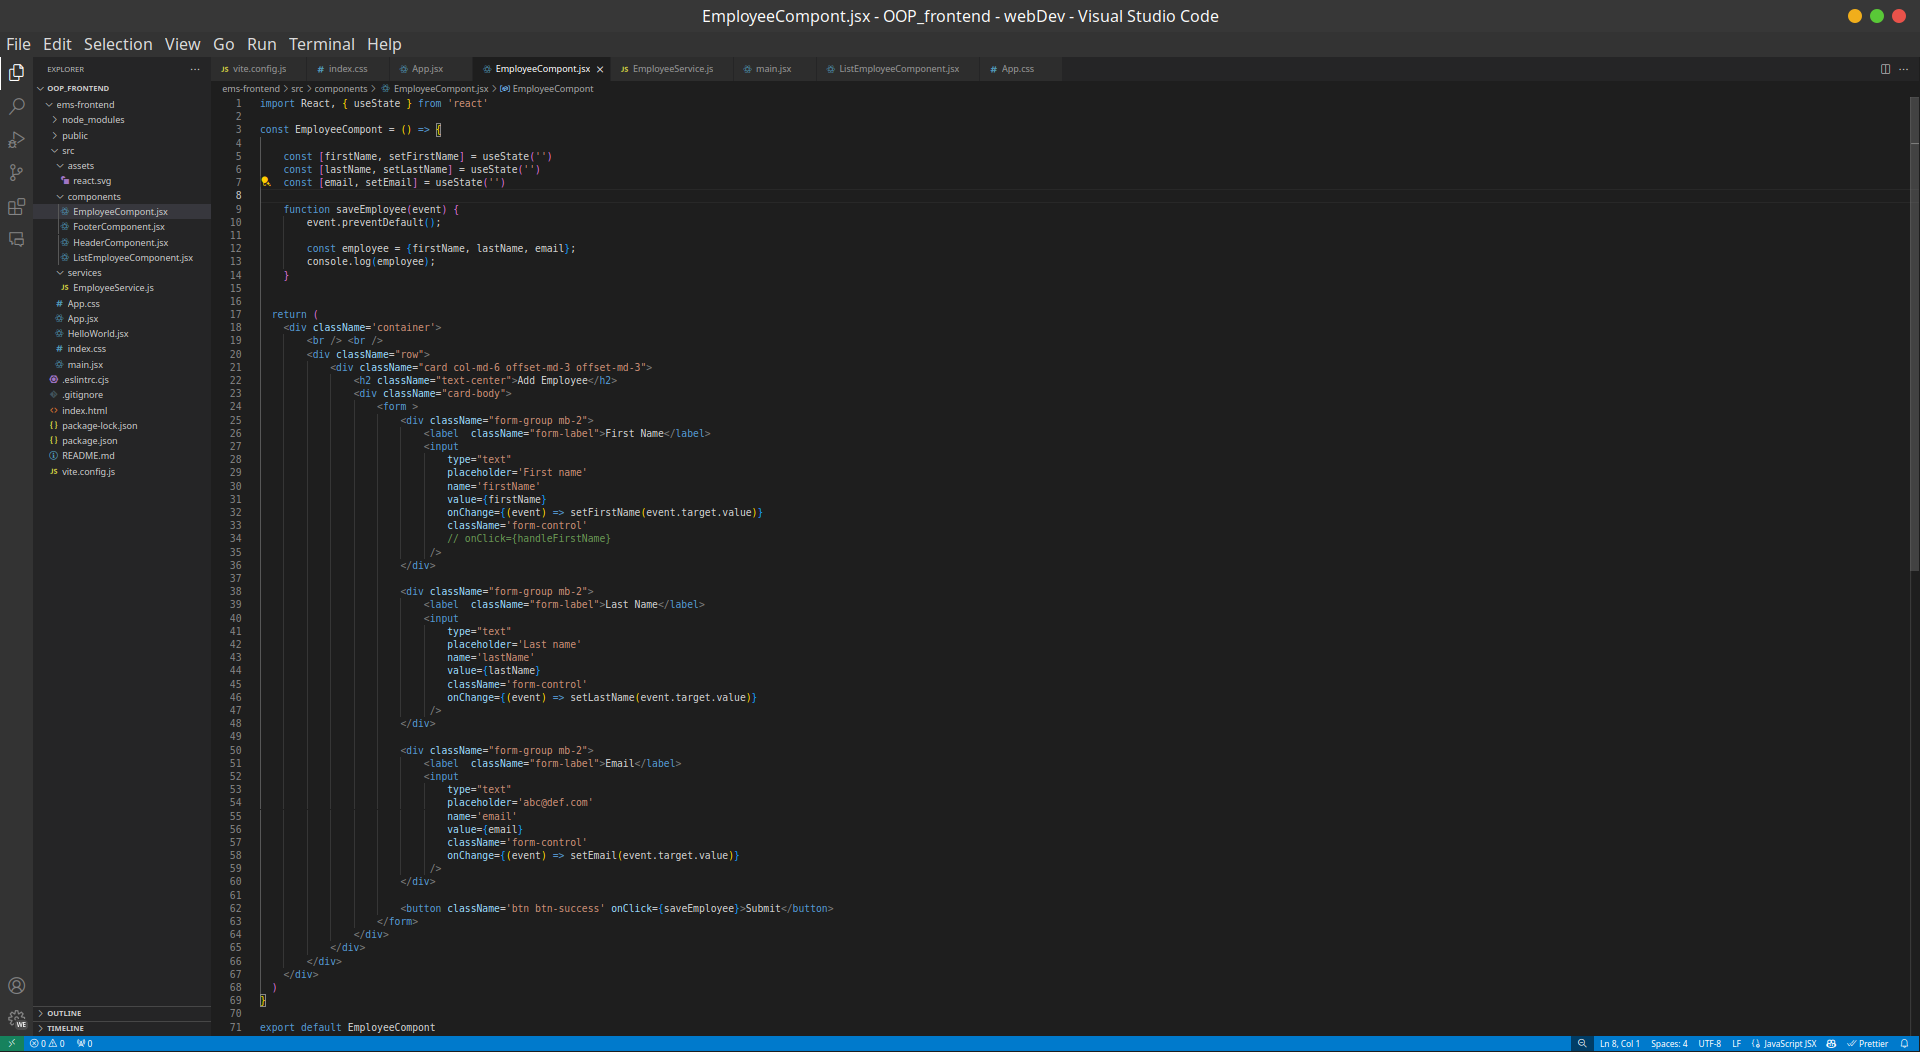 EmployeeCompont.jsx - OOP_frontend - webDev - Visual Studio Code
File Edit Selection View Go Run Terminal Help
EXPLORER
OOP_FRONTEND
ems-frontend
node_modules
public
src
assets
react.svg
components
EmployeeCompont.jsx
FooterComponent.jsx
HeaderComponent.jsx
ListEmployeeComponent.jsx
services
JS EmployeeService.js
# App.css
App.jsx
HelloWorld.jsx
# index.css
main.jsx
.eslintrc.cjs
.gitignore
<> index.html
{} package-lock.json
{} package.json
README.md
JS vite.config.js
OUTLINE
TIMELINE
JS vite.config.js # index.css App.jsx EmployeeCompont.jsx JS EmployeeService.js main.jsx ListEmployeeComponent.jsx # App.css
ems-frontend > src > components > EmployeeCompont.jsx > EmployeeCompont
1 import React, { useState } from 'react'
2
3 const EmployeeCompont = () => {
4
5 const [firstName, setFirstName] = useState('')
6 const [lastName, setLastName] = useState('')
7 const [email, setEmail] = useState('')
8
9 function saveEmployee(event) {
10 event.preventDefault();
11
12 const employee = {firstName, lastName, email};
13 console.log(employee);
14 }
15
16
17 return (
18 <div className='container'>
19 <br /> <br />
20 <div className="row">
21 <div className="card col-md-6 offset-md-3 offset-md-3">
22 <h2 className="text-center">Add Employee</h2>
23 <div className="card-body">
24 <form >
25 <div className="form-group mb-2">
26 <label  className="form-label">First Name</label>
27 <input
28 type="text"
29 placeholder='First name'
30 name='firstName'
31 value={firstName}
32 onChange={(event) => setFirstName(event.target.value)}
33 className='form-control'
34 // onClick={handleFirstName}
35 />
36 </div>
37
38 <div className="form-group mb-2">
39 <label  className="form-label">Last Name</label>
40 <input
41 type="text"
42 placeholder='Last name'
43 name='lastName'
44 value={lastName}
45 className='form-control'
46 onChange={(event) => setLastName(event.target.value)}
47 />
48 </div>
49
50 <div className="form-group mb-2">
51 <label  className="form-label">Email</label>
52 <input
53 type="text"
54 placeholder='abc@def.com'
55 name='email'
56 value={email}
57 className='form-control'
58 onChange={(event) => setEmail(event.target.value)}
59 />
60 </div>
61
62 <button className='btn btn-success' onClick={saveEmployee}>Submit</button>
63 </form>
64 </div>
65 </div>
66 </div>
67 </div>
68 )
69 }
70
71 export default EmployeeCompont
WE
0 0 0 Ln 8, Col 1 Spaces: 4 UTF-8 LF {} JavaScript JSX Prettier